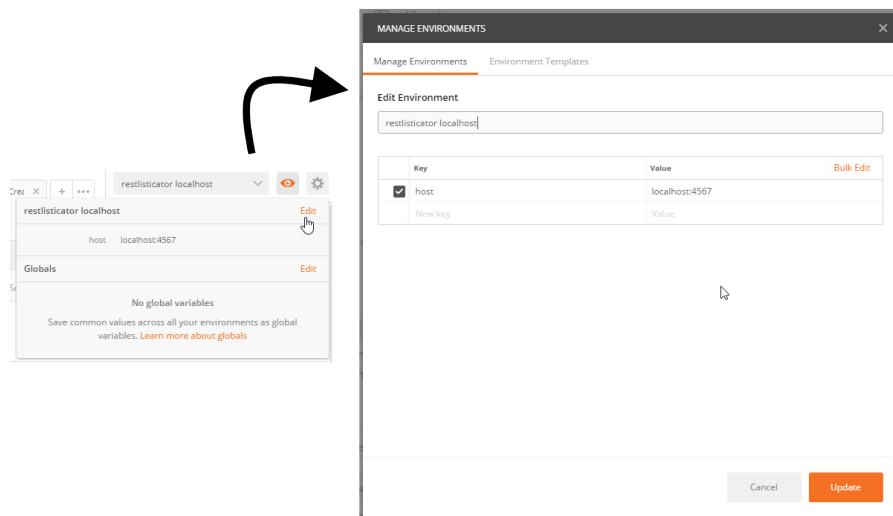 Cre
restlisticator localhost
restlisticator localhost
Edit
host localhost:4567
Globals
Edit
No global variables
Save common values across all your environments as global
variables. Learn more about globals
MANAGE ENVIRONMENTS
Manage Environments Environment Templates
Edit Environment
restlisticator localhost
Key Value Bulk Edit
host localhost:4567
New key Value
Cancel Update